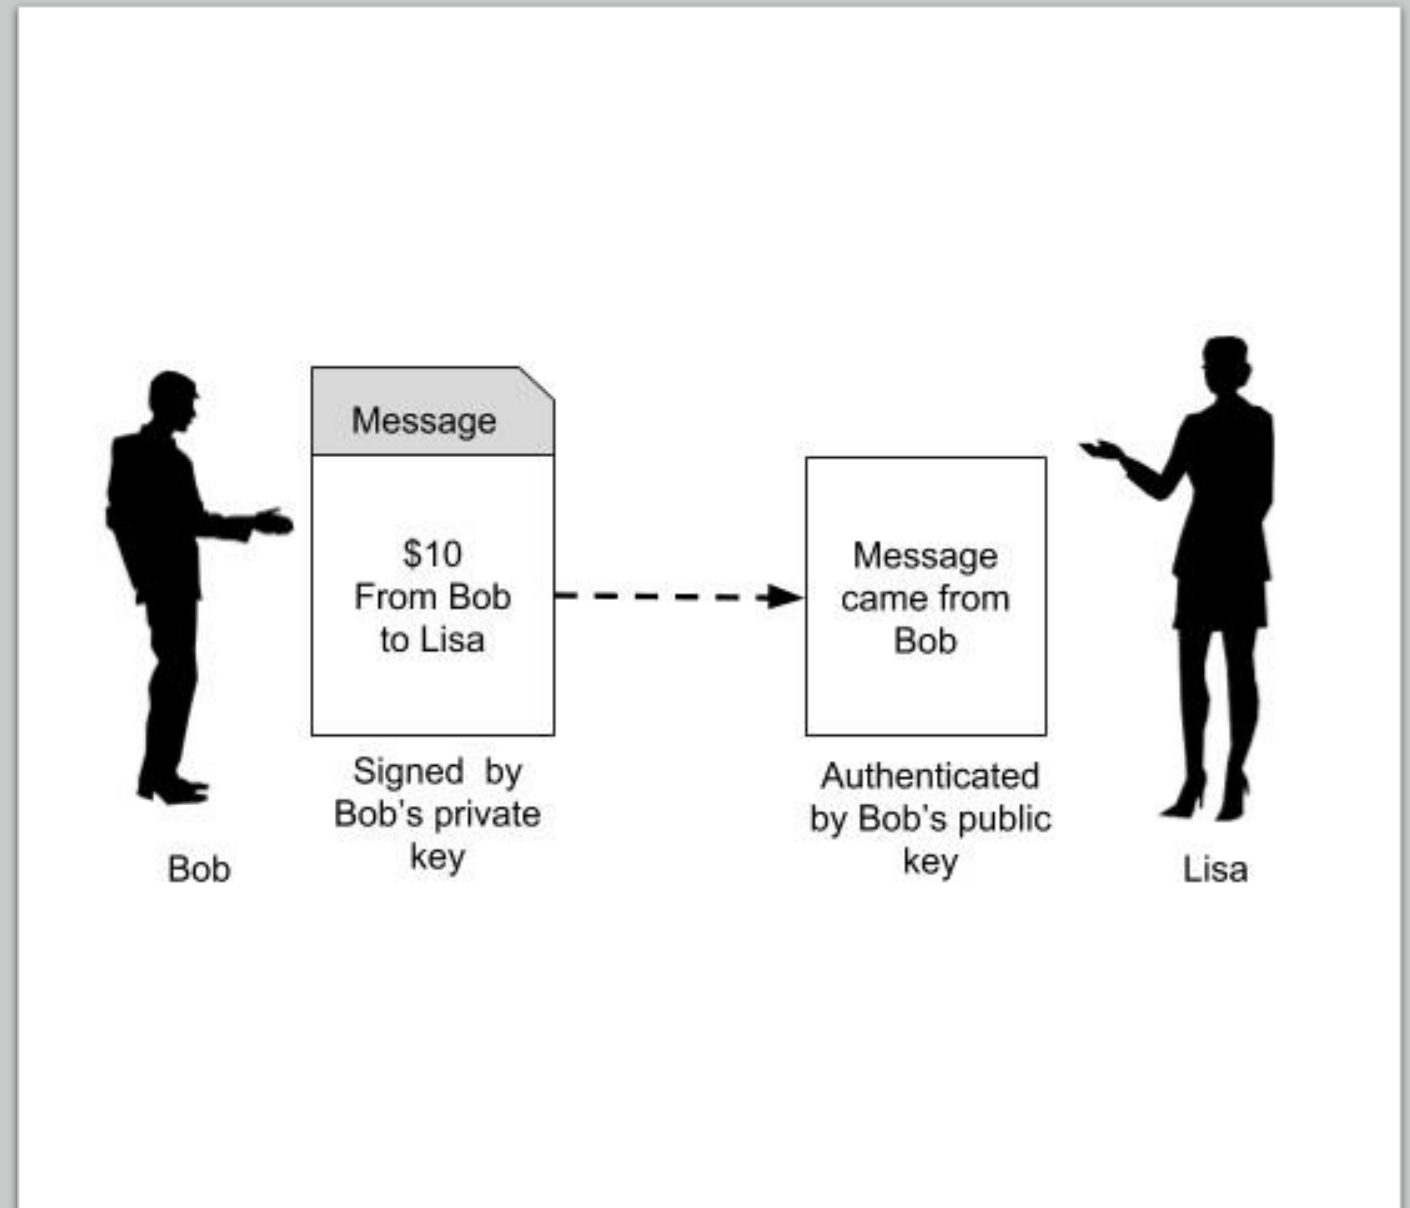 Message
$10
From Bob
to Lisa
Signed by
Bob's private
key
Bob
Message
came from
Bob
Authenticated
by Bob's public
key
Lisa